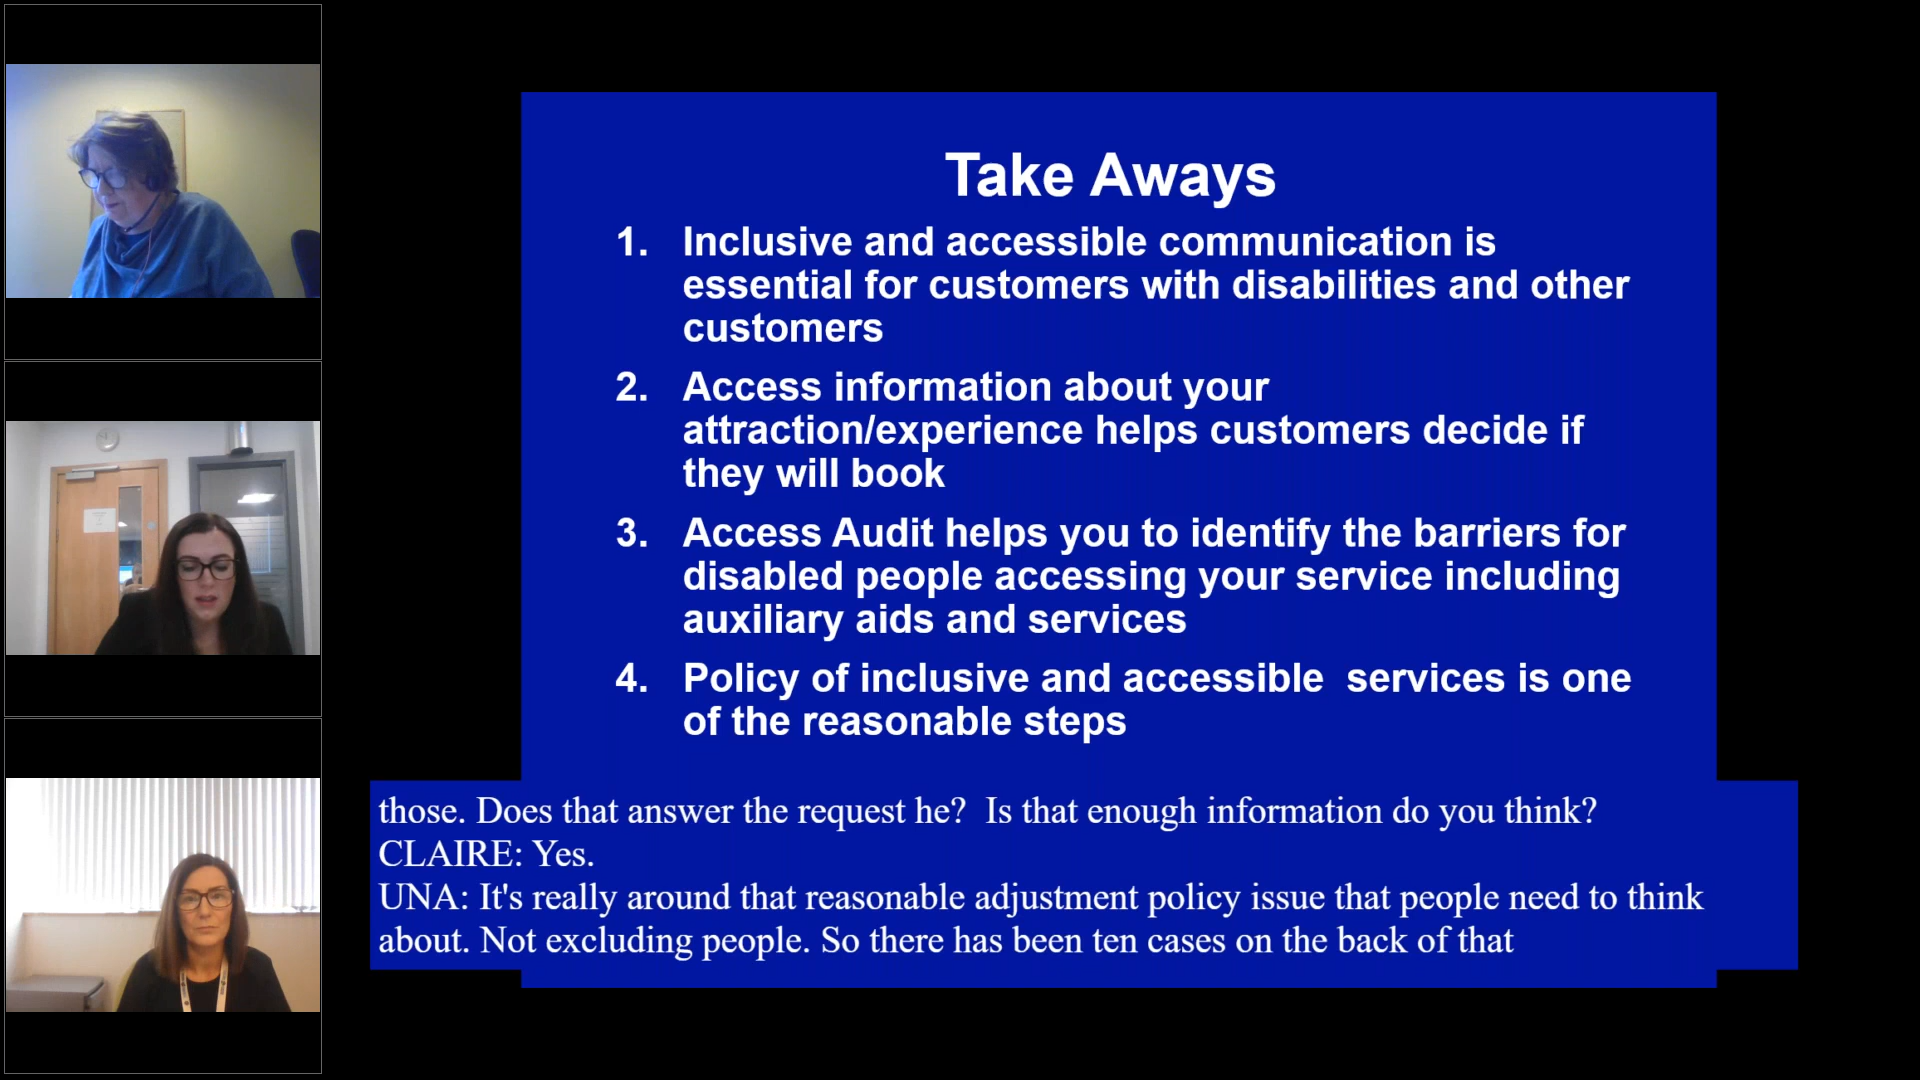 Take Aways
1. Inclusive and accessible communication is
essential for customers with disabilities and other
customers
2. Access information about your
attraction/experience helps customers decide if
they will book
3. Access Audit helps you to identify the barriers for
disabled people accessing your service including
auxiliary aids and services
4. Policy of inclusive and accessible  services is one
of the reasonable steps
those. Does that answer the request he?  Is that enough information do you think?
CLAIRE: Yes.
UNA: It's really around that reasonable adjustment policy issue that people need to think
about. Not excluding people. So there has been ten cases on the back of that